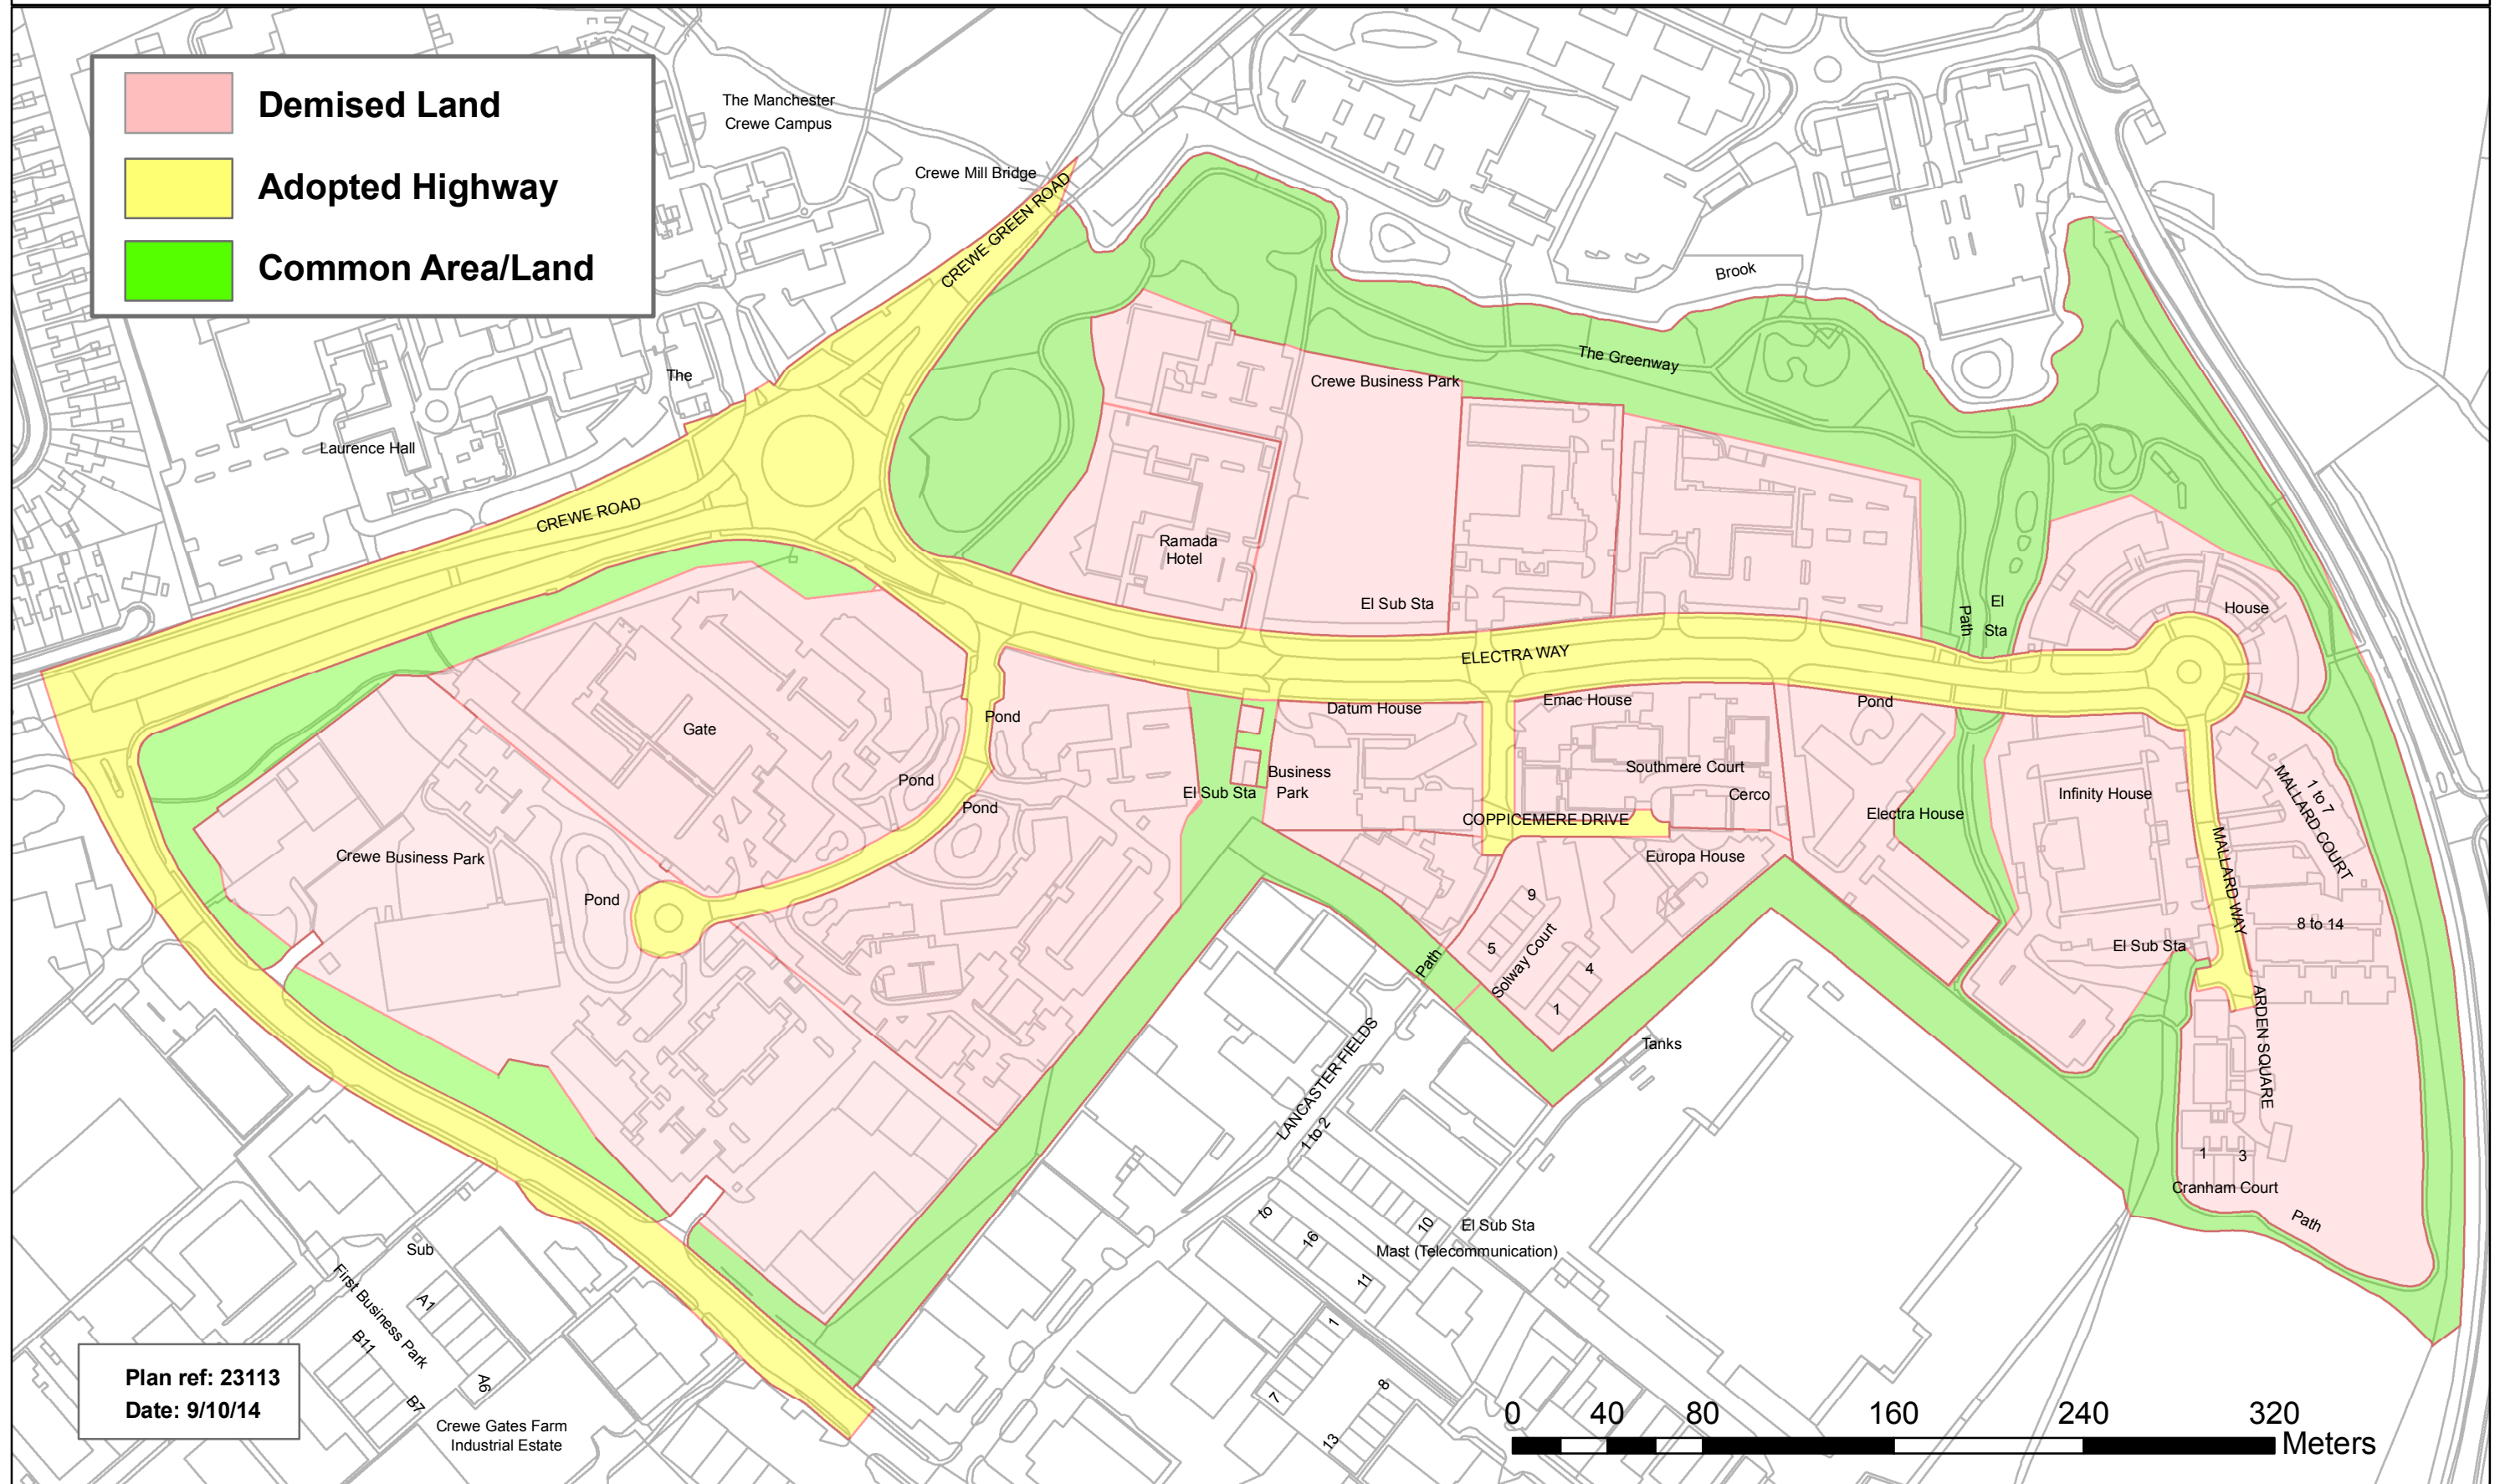 Demised Land
Adopted Highway
Common Area/Land
The Manchester
Crewe Campus
Crewe Mill Bridge
CREWE GREEN ROAD
Brook
The Greenway
Crewe Business Park
The
Laurence Hall
CREWE ROAD
Ramada
Hotel
El Sub Sta
Path
El
Sta
House
ELECTRA WAY
Emac House
Datum House
Pond
Pond
Gate
Pond
Pond
El Sub Sta
Business
Park
Southmere Court
Cerco
COPPICEMERE DRIVE
Electra House
Infinity House
1 to 7
MALLARD COURT
MALLARD WAY
Crewe Business Park
Europa House
Pond
9
5
Solway Court
4
1
Path
8 to 14
El Sub Sta
ARDEN SQUARE
LANCASTER FIELDS
1 to 2
Tanks
1
3
Cranham Court
Path
to
16
11
10
El Sub Sta
Mast (Telecommunication)
Sub
First Business Park
A1
B11
A6
B7
1
7
8
13
Crewe Gates Farm
Industrial Estate
Plan ref: 23113
Date: 9/10/14
0 40 80 160 240 320
Meters